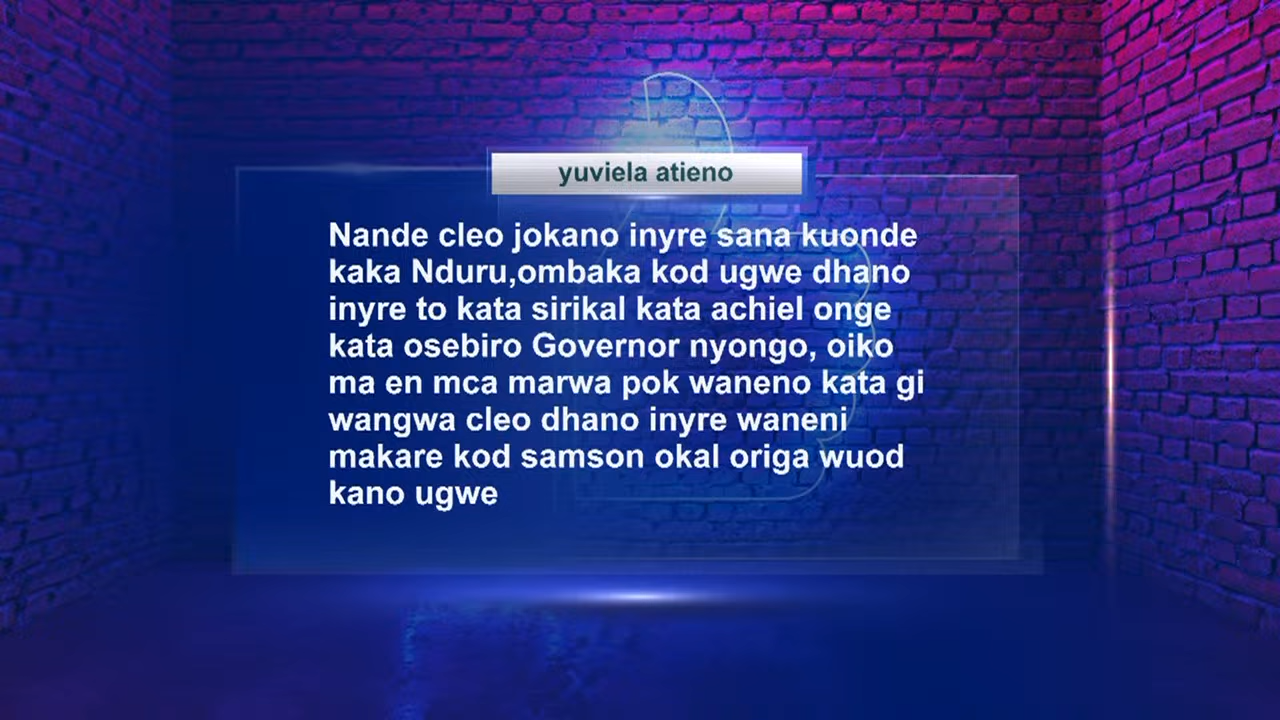 yuviela atieno
Nande cleo jokano inyre sana kuonde
kaka Nduru,ombaka kod ugwe dhano
inyre to kata sirikal kata achiel onge
kata osebiro Governor nyongo, oiko
ma en mca marwa pok waneno kata gi
wangwa cleo dhano inyre waneni
makare kod samson okal origa wuod
kano ugwe